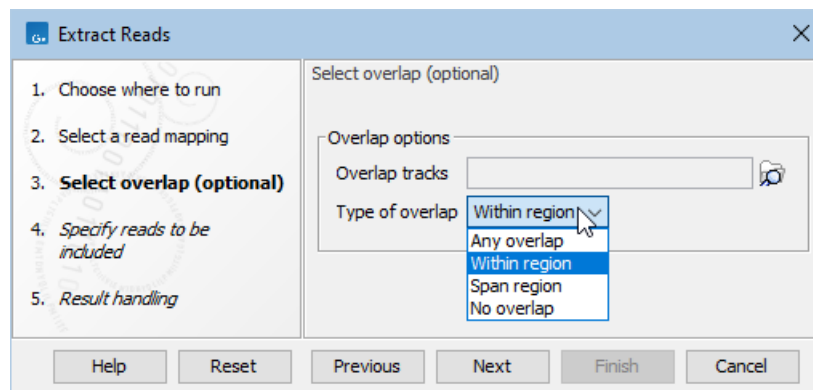 G.
Extract Reads
1. Choose where to run
2. Select a read mapping
3. Select overlap (optional)
4. Specify reads to be
included
5. Result handling
Select overlap (optional)
Overlap options
Overlap tracks
Type of overlap Within region
Any overlap
Within region
Span region
No overlap
Help Reset Previous Next Finish Cancel